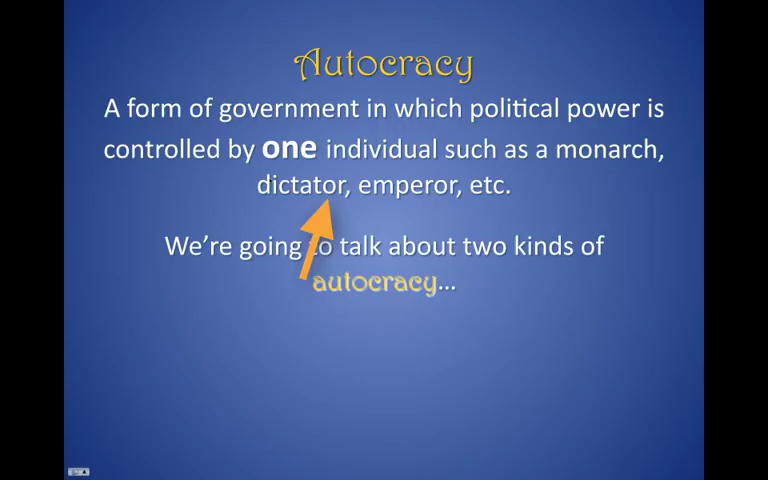 Autocracy
A form of government in which political power is
controlled by one individual such as a monarch,
dictator, emperor, etc.
We're going to talk about two kinds of
autocracy...